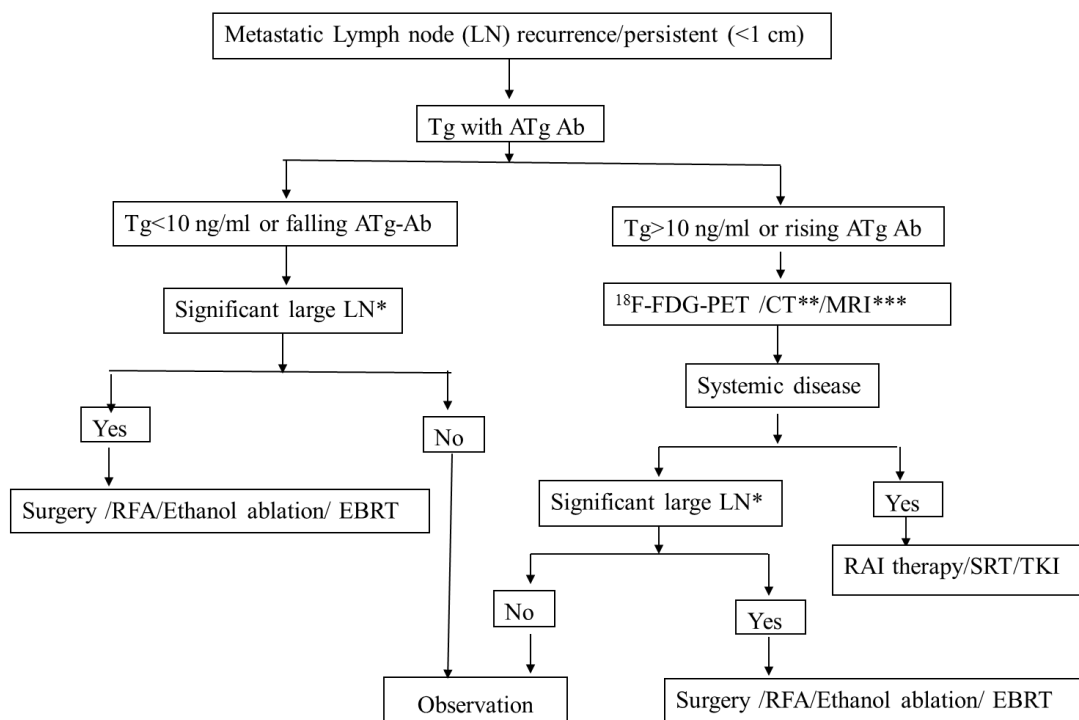 Metastatic Lymph node (LN) recurrence/persistent (<1 cm)
Tg with ATg Ab
Tg<10 ng/ml or falling ATg-Ab
Tg>10 ng/ml or rising ATg Ab
Significant large LN*
¹⁸F-FDG-PET /CT**/MRI***
Systemic disease
Yes
No
Surgery /RFA/Ethanol ablation/ EBRT
Significant large LN*
Yes
RAI therapy/SRT/TKI
No
Yes
Observation
Surgery /RFA/Ethanol ablation/ EBRT